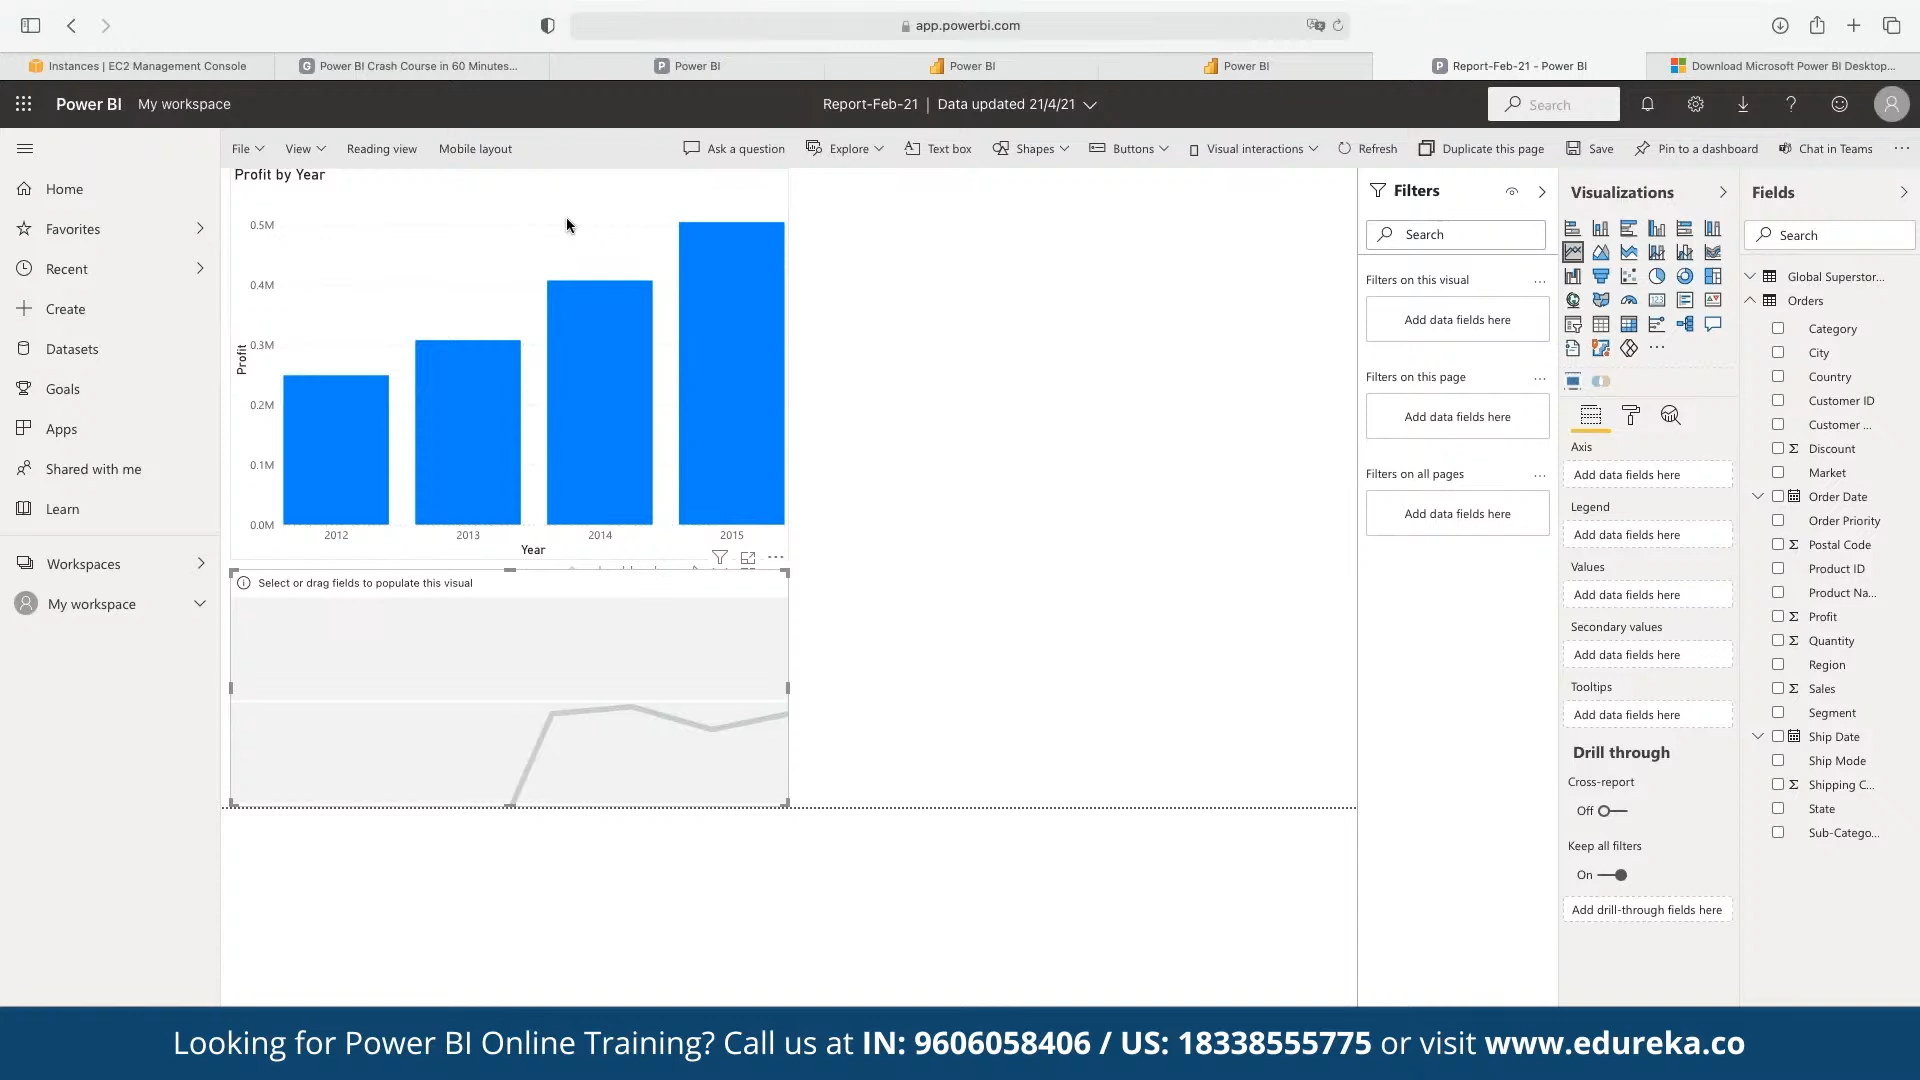 app.powerbi.com
Instances | EC2 Management Console
Power BI Crash Course in 60 Minutes...
Power BI
Power BI
Power BI
Report-Feb-21 - Power BI
Download Microsoft Power BI Desktop...
Power BI My workspace
Report-Feb-21 | Data updated 21/4/21
Search
File View Reading view Mobile layout
Ask a question Explore Text box Shapes Buttons Visual interactions Refresh Duplicate this page Save Pin to a dashboard Chat in Teams ...
Home
Favorites
Recent
Create
Datasets
Goals
Apps
Shared with me
Learn
Workspaces
My workspace
Profit by Year
0.5M
0.4M
0.3M
0.2M
0.1M
0.0M
Profit
2012 2013 2014 2015
Year
Select or drag fields to populate this visual
Filters
Search
Filters on this visual ...
Add data fields here
Filters on this page ...
Add data fields here
Filters on all pages ...
Add data fields here
Visualizations
Axis
Add data fields here
Legend
Add data fields here
Values
Add data fields here
Secondary values
Add data fields here
Tooltips
Add data fields here
Drill through
Cross-report
Off
Keep all filters
On
Add drill-through fields here
Fields
Search
Global Superstor...
Orders
Category
City
Country
Customer ID
Customer ...
Discount
Market
Order Date
Order Priority
Postal Code
Product ID
Product Na...
Profit
Quantity
Region
Sales
Segment
Ship Date
Ship Mode
Shipping C...
State
Sub-Catego...
Looking for Power BI Online Training? Call us at IN: 9606058406 / US: 18338555775 or visit www.edureka.co